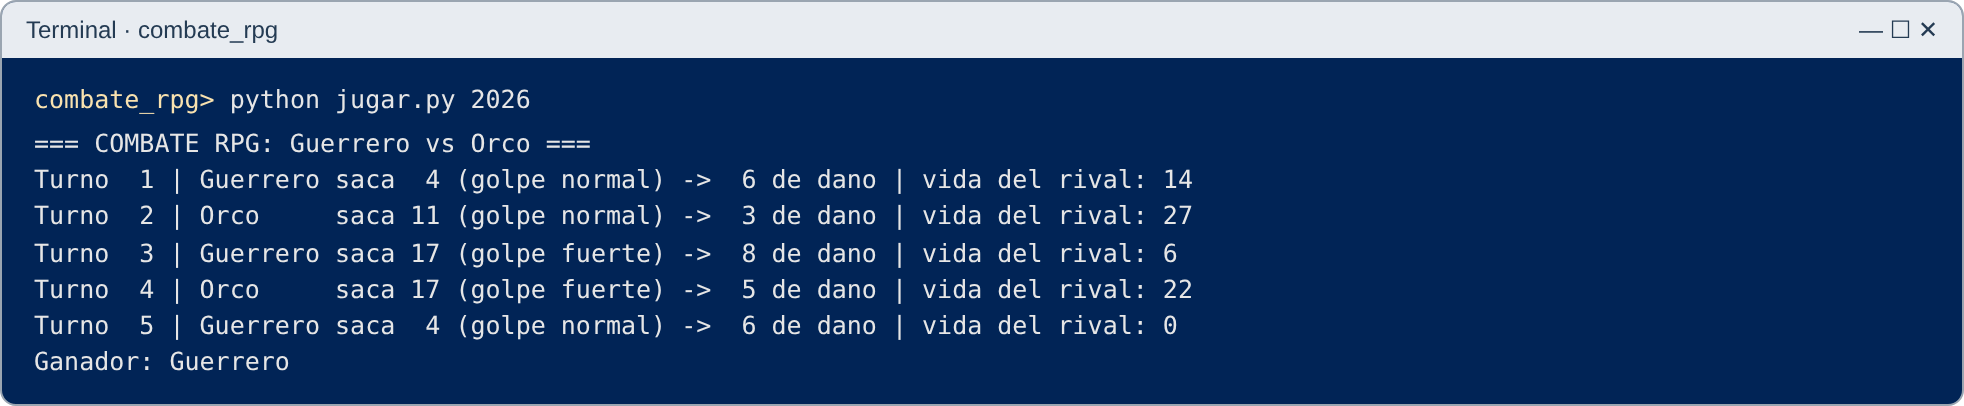 Terminal · combate_rpg
combate_rpg> python jugar.py 2026
=== COMBATE RPG: Guerrero vs Orco ===
Turno  1 | Guerrero saca  4 (golpe normal) ->  6 de dano | vida del rival: 14
Turno  2 | Orco     saca 11 (golpe normal) ->  3 de dano | vida del rival: 27
Turno  3 | Guerrero saca 17 (golpe fuerte) ->  8 de dano | vida del rival: 6
Turno  4 | Orco     saca 17 (golpe fuerte) ->  5 de dano | vida del rival: 22
Turno  5 | Guerrero saca  4 (golpe normal) ->  6 de dano | vida del rival: 0
Ganador: Guerrero